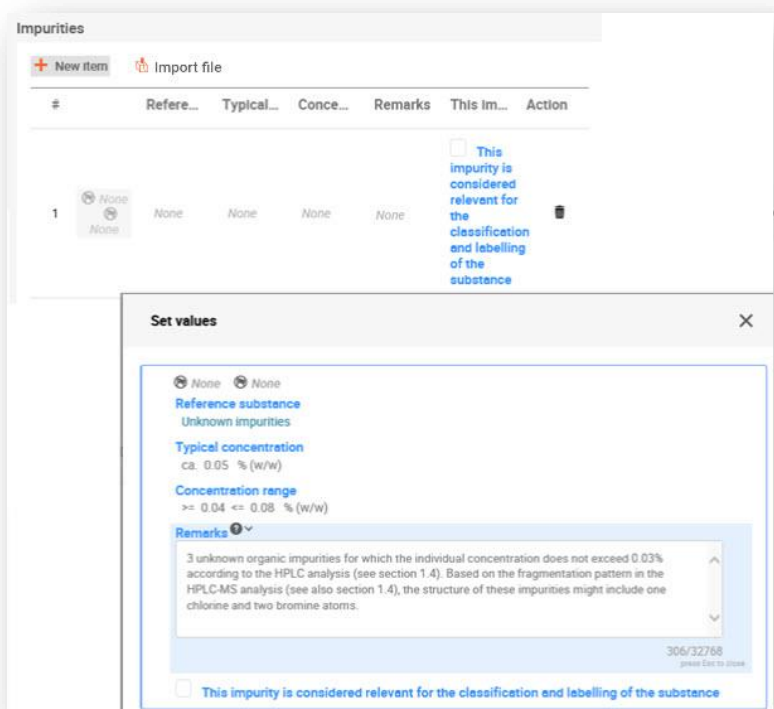 Impurities
New item Import file
# Refere... Typical... Conce... Remarks This im... Action
This
impurity is
considered
relevant for
the
classification
and labelling
of the
substance
1 None None None None None None
Set values
None None
Reference substance
Unknown impurities
Typical concentration
ca. 0.05 % (w/w)
Concentration range
>= 0.04 <= 0.08 % (w/w)
Remarks
3 unknown organic impurities for which the individual concentration does not exceed 0.03%
according to the HPLC analysis (see section 1.4). Based on the fragmentation pattern in the
HPLC-MS analysis (see also section 1.4), the structure of these impurities might include one
chlorine and two bromine atoms.
306/32768
press Esc to close
This impurity is considered relevant for the classification and labelling of the substance